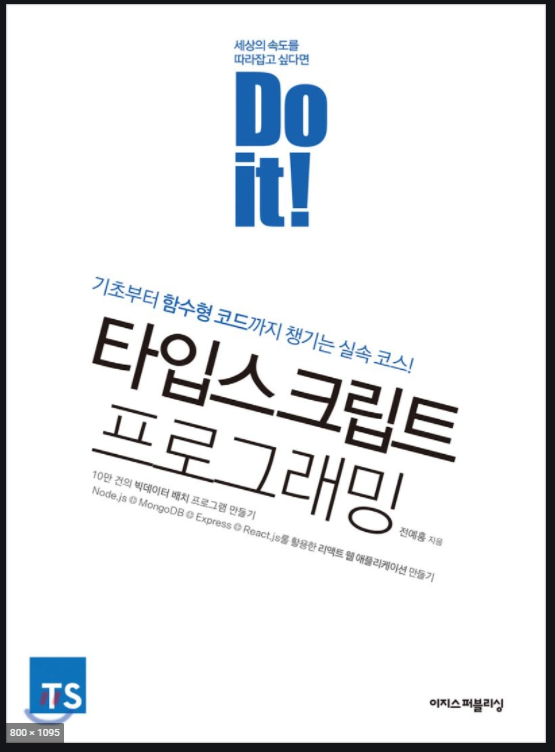 세상의 속도를
따라잡고 싶다면
Do
it!
기초부터 함수형 코드까지 챙기는 실속 코스!
타입스크립트
프로그래밍
전예홍 지음
10만 건의 빅데이터 배치 프로그램 만들기
Node.js ⚙ MongoDB ⚙ Express ⚙ React.js를 활용한 리액트 웹 애플리케이션 만들기
TS
이지스 퍼블리싱
800 × 1095